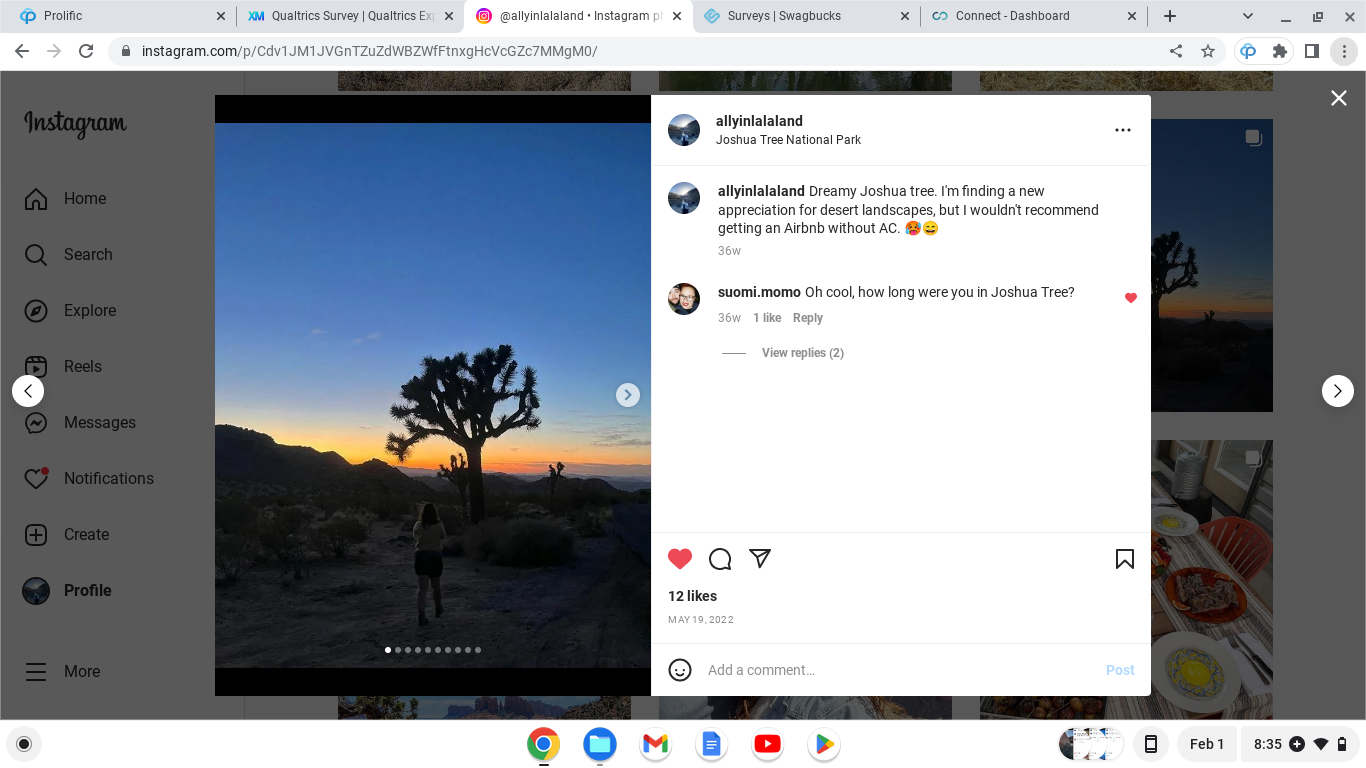 Prolific
Qualtrics Survey | Qualtrics Exp
@allyinlalaland • Instagram p
Surveys | Swagbucks
Connect - Dashboard
instagram.com/p/Cdv1JM1JVGnTZuZdWBZWfFtnxgHcVcGZc7MMgM0/
Instagram
Home
Search
Explore
Reels
Messages
Notifications
Create
Profile
More
allyinlalaland
Joshua Tree National Park
allyinlalaland Dreamy Joshua tree. I'm finding a new
appreciation for desert landscapes, but I wouldn't recommend
getting an Airbnb without AC. 🥵😄
36w
suomi.momo Oh cool, how long were you in Joshua Tree?
36w 1 like Reply
View replies (2)
12 likes
MAY 19, 2022
Add a comment…
Post
Feb 1
8:35